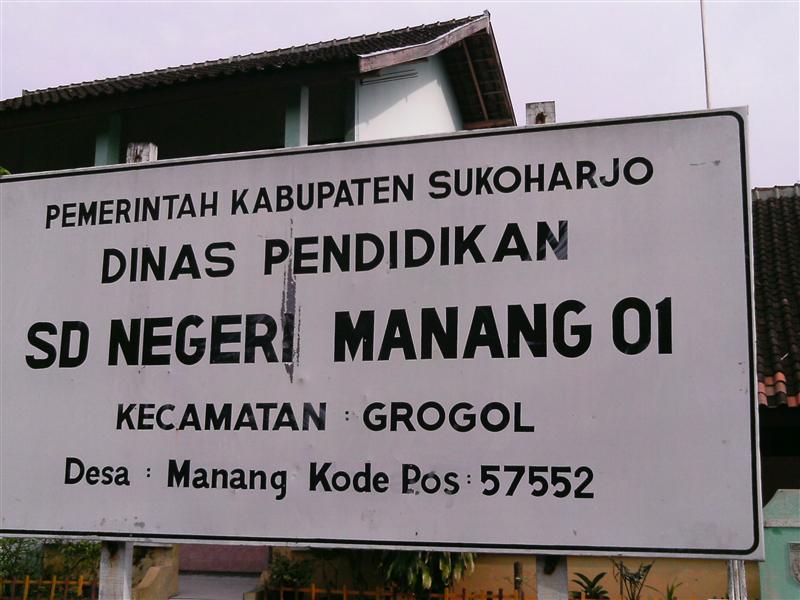 PEMERINTAH KABUPATEN SUKOHARJO
DINAS PENDIDIKAN
SD NEGERI MANANG 01
KECAMATAN : GROGOL
Desa : Manang Kode Pos : 57552